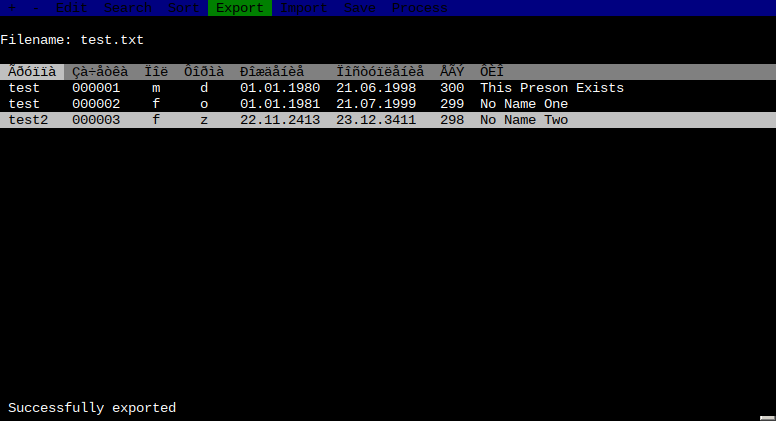 + - Edit Search Sort Export Import Save Process
Filename: test.txt
Ãðóïïà Çà÷åòêà Ïîë Ôîðìà Ðîæäåíèå Ïîñòóïëåíèå ÅÃÝ ÔÈÎ
test 000001 m d 01.01.1980 21.06.1998 300 This Preson Exists
test 000002 f o 01.01.1981 21.07.1999 299 No Name One
test2 000003 f z 22.11.2413 23.12.3411 298 No Name Two
Successfully exported